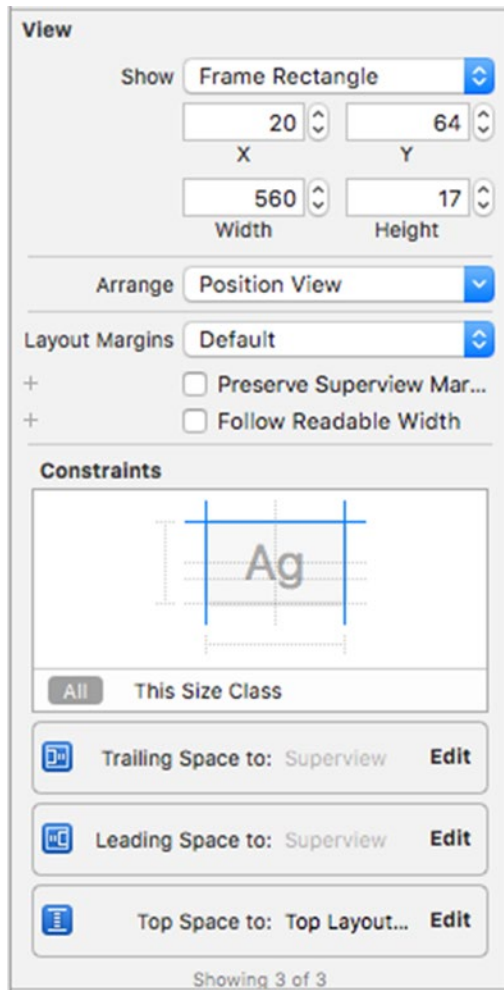 View
Show Frame Rectangle
20 64
X Y
560 17
Width Height
Arrange Position View
Layout Margins Default
+ Preserve Superview Mar...
+ Follow Readable Width
Constraints
Ag
All This Size Class
Trailing Space to: Superview Edit
Leading Space to: Superview Edit
Top Space to: Top Layout... Edit
Showing 3 of 3